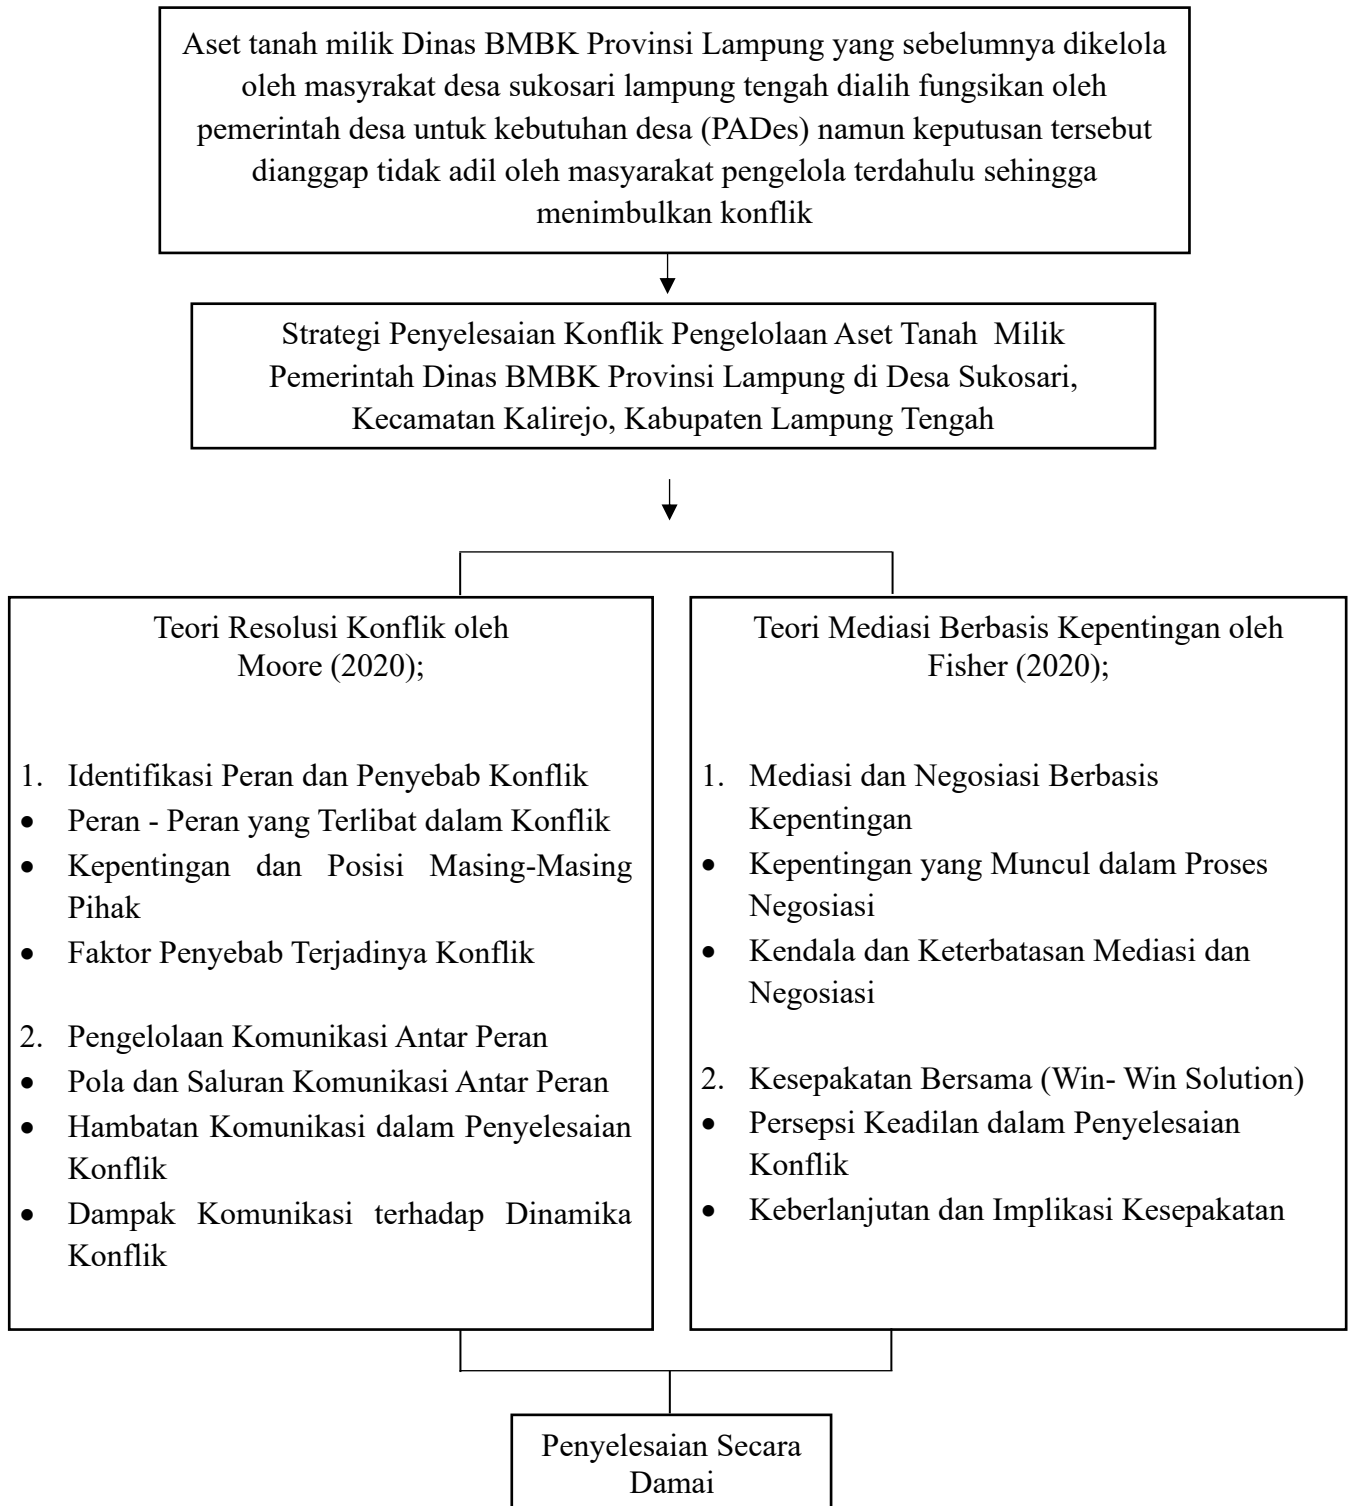 Aset tanah milik Dinas BMBK Provinsi Lampung yang sebelumnya dikelola
oleh masyrakat desa sukosari lampung tengah dialih fungsikan oleh
pemerintah desa untuk kebutuhan desa (PADes) namun keputusan tersebut
dianggap tidak adil oleh masyarakat pengelola terdahulu sehingga
menimbulkan konflik
Strategi Penyelesaian Konflik Pengelolaan Aset Tanah  Milik
Pemerintah Dinas BMBK Provinsi Lampung di Desa Sukosari,
Kecamatan Kalirejo, Kabupaten Lampung Tengah
Teori Resolusi Konflik oleh
Moore (2020);
1. Identifikasi Peran dan Penyebab Konflik
• Peran - Peran yang Terlibat dalam Konflik
• Kepentingan dan Posisi Masing-Masing
Pihak
• Faktor Penyebab Terjadinya Konflik
2. Pengelolaan Komunikasi Antar Peran
• Pola dan Saluran Komunikasi Antar Peran
• Hambatan Komunikasi dalam Penyelesaian
Konflik
• Dampak Komunikasi terhadap Dinamika
Konflik
Teori Mediasi Berbasis Kepentingan oleh
Fisher (2020);
1. Mediasi dan Negosiasi Berbasis
Kepentingan
• Kepentingan yang Muncul dalam Proses
Negosiasi
• Kendala dan Keterbatasan Mediasi dan
Negosiasi
2. Kesepakatan Bersama (Win- Win Solution)
• Persepsi Keadilan dalam Penyelesaian
Konflik
• Keberlanjutan dan Implikasi Kesepakatan
Penyelesaian Secara
Damai